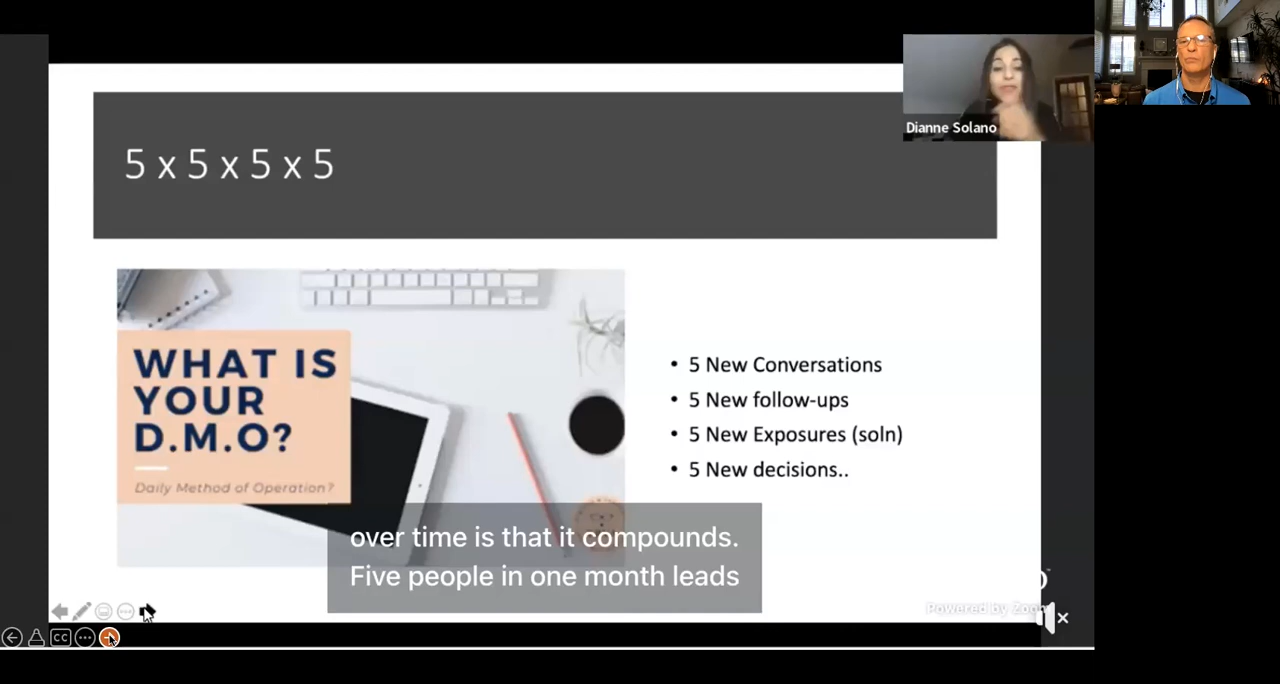 Dianne Solano
5 x 5 x 5 x 5
WHAT IS
YOUR
D.M.O?
Daily Method of Operation?
• 5 New Conversations
• 5 New follow-ups
• 5 New Exposures (soln)
• 5 New decisions..
over time is that it compounds.
Five people in one month leads
Powered by Zoom
CC